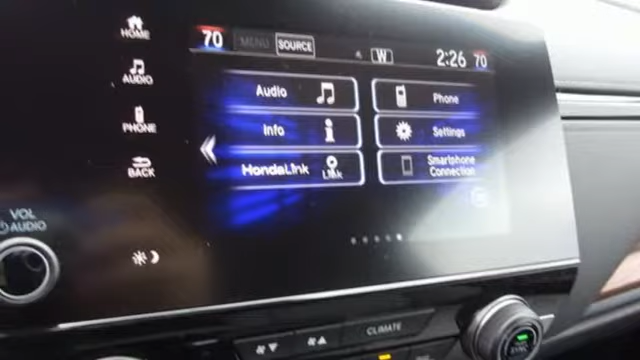 HOME
AUDIO
PHONE
BACK
VOL
AUDIO
70 MENU SOURCE W 2:26 70
Audio Phone
Info Settings
HondaLink Link Smartphone
Connection
CLIMATE
SYNC